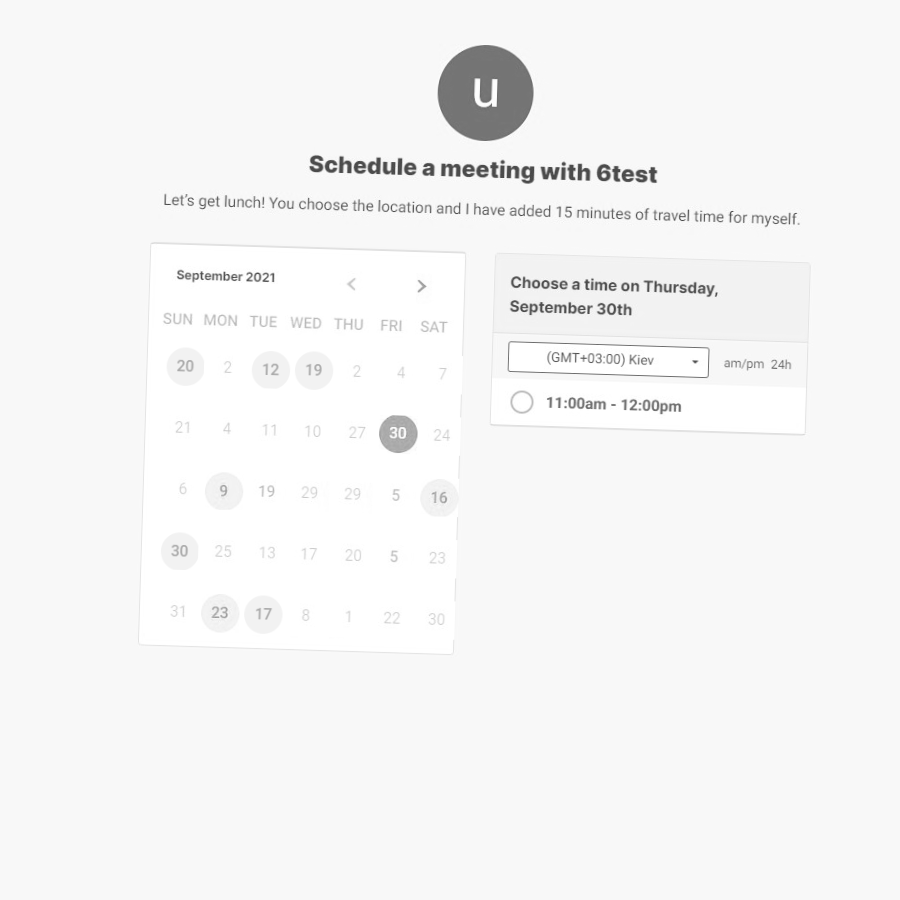 u
Schedule a meeting with 6test
Let's get lunch! You choose the location and I have added 15 minutes of travel time for myself.
September 2021
SUN MON TUE WED THU FRI SAT
20 2 12 19 2 4 7
21 4 11 10 27 30 24
6 9 19 29 29 5 16
30 25 13 17 20 5 23
31 23 17 8 1 22 30
Choose a time on Thursday,
September 30th
(GMT+03:00) Kiev am/pm 24h
11:00am - 12:00pm